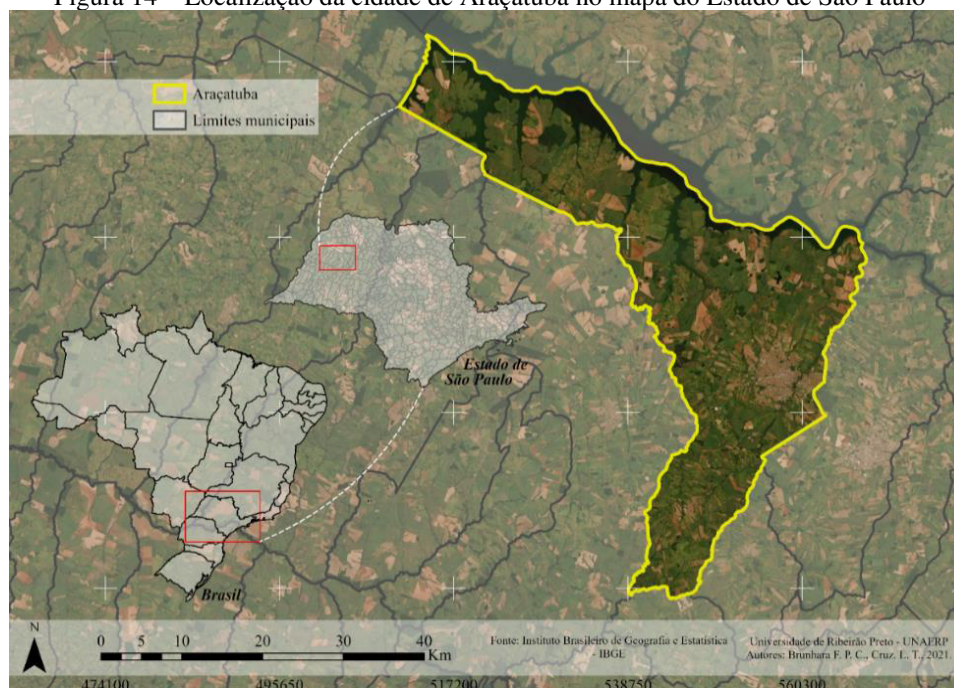 Figura 14 – Localização da cidade de Araçatuba no mapa do Estado de São Paulo
Araçatuba
Limites municipais
Estado de
São Paulo
Brasil
N
0 5 10 20 30 40
Km
Fonte: Instituto Brasileiro de Geografia e Estatística
- IBGE
Universidade de Ribeirão Preto - UNAERP
Autores: Brunhara F. P. C., Cruz. L. T., 2021.
474100 495650 517200 538750 560300